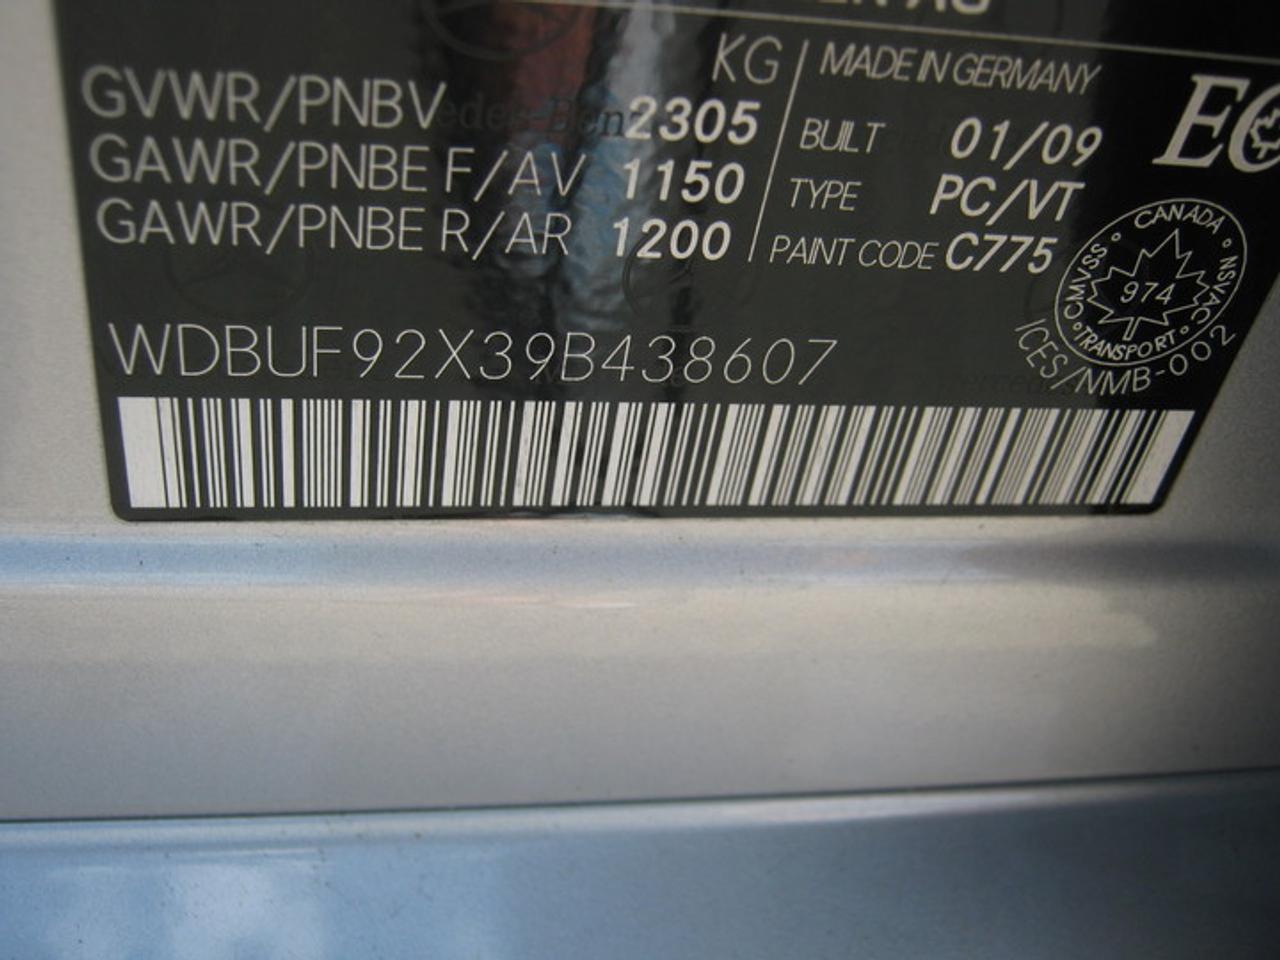 KG
GVWR/PNBV 2305
GAWR/PNBE F/AV 1150
GAWR/PNBE R/AR 1200
MADE IN GERMANY
BUILT 01/09
TYPE PC/VT
PAINT CODE C775
CANADA
NSVAC
TRANSPORT
CMVSS
974
ICES/NMB-002
WDBUF92X39B438607